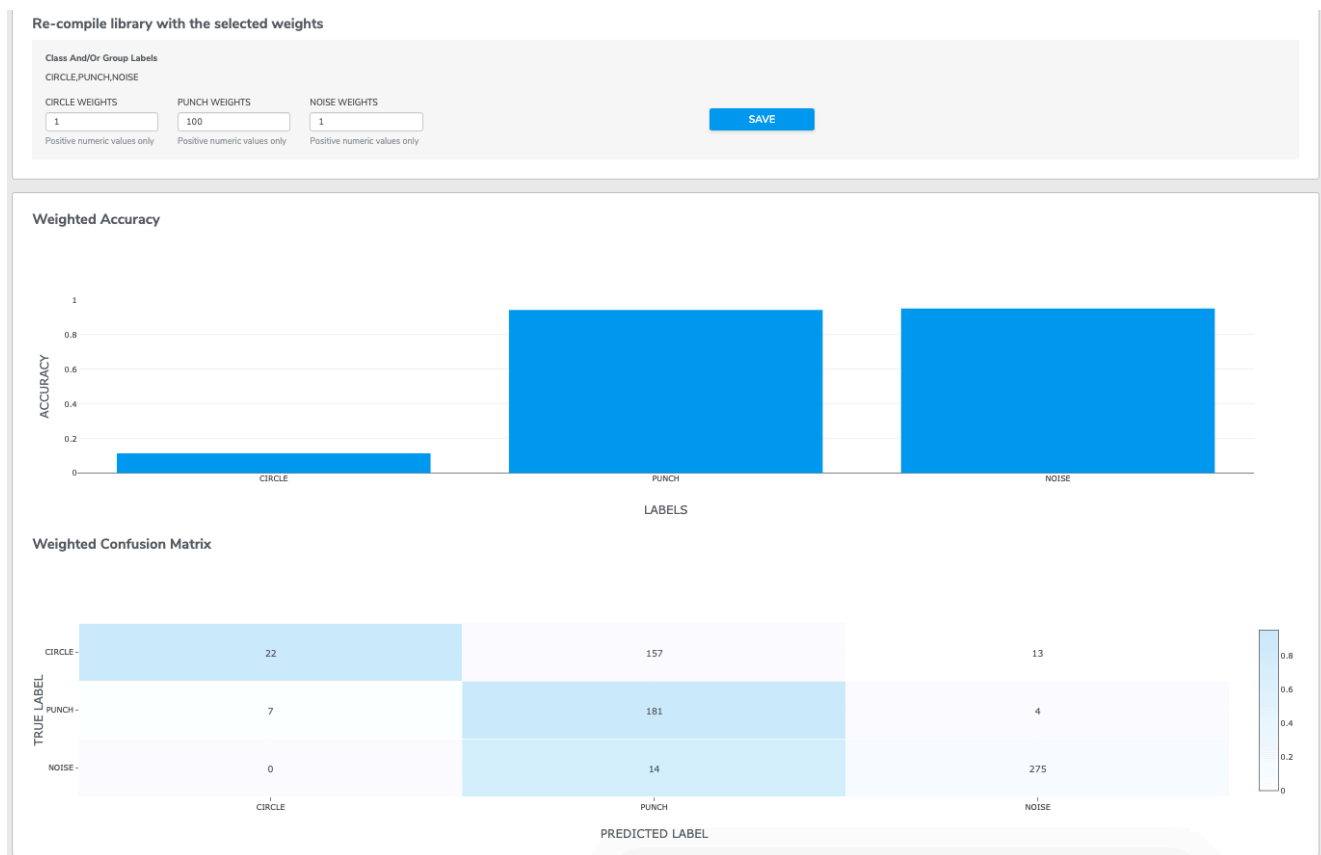 Re-compile library with the selected weights
Class And/Or Group Labels
CIRCLE,PUNCH,NOISE
CIRCLE WEIGHTS PUNCH WEIGHTS NOISE WEIGHTS
1 100 1 SAVE
Positive numeric values only Positive numeric values only Positive numeric values only
Weighted Accuracy
1
0.8
0.6
0.4
0.2
0
ACCURACY
CIRCLE PUNCH NOISE
LABELS
Weighted Confusion Matrix
TRUE LABEL
CIRCLE 22 157 13
PUNCH 7 181 4
NOISE 0 14 275
CIRCLE PUNCH NOISE
PREDICTED LABEL
0.8
0.6
0.4
0.2
0